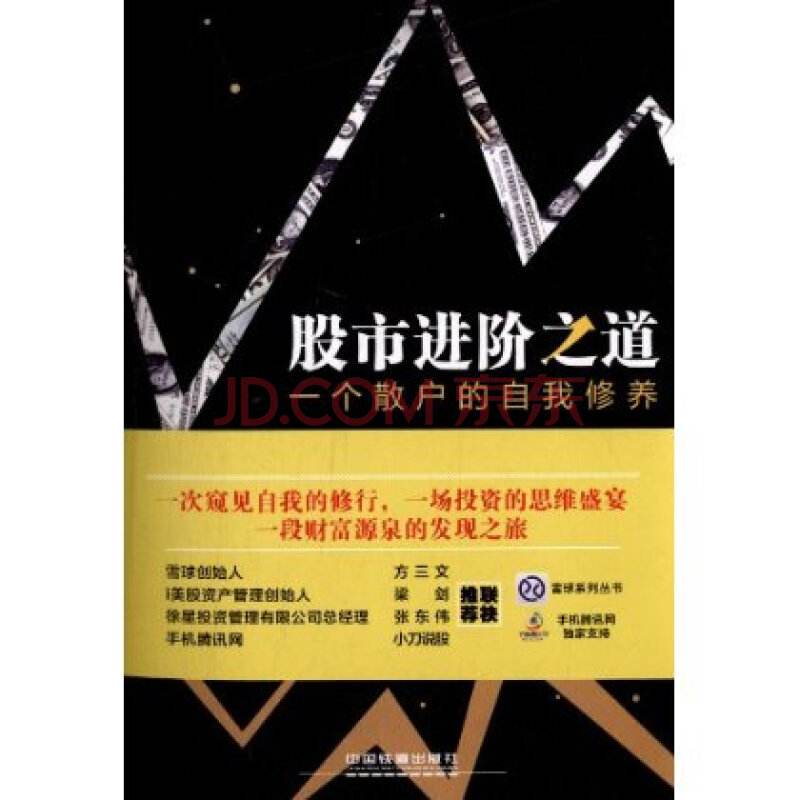 股市进阶之道
一个散户的自我修养
JD.COM 京东
一次窥见自我的修行，一场投资的思维盛宴
一段财富源泉的发现之旅
雪球创始人 方三文
i美股资产管理创始人 梁 剑
徐星投资管理有限公司总经理 张东伟
手机腾讯网 小刀说股
联袂
推荐
雪球系列丛书
手机腾讯网
独家支持
中国铁道出版社